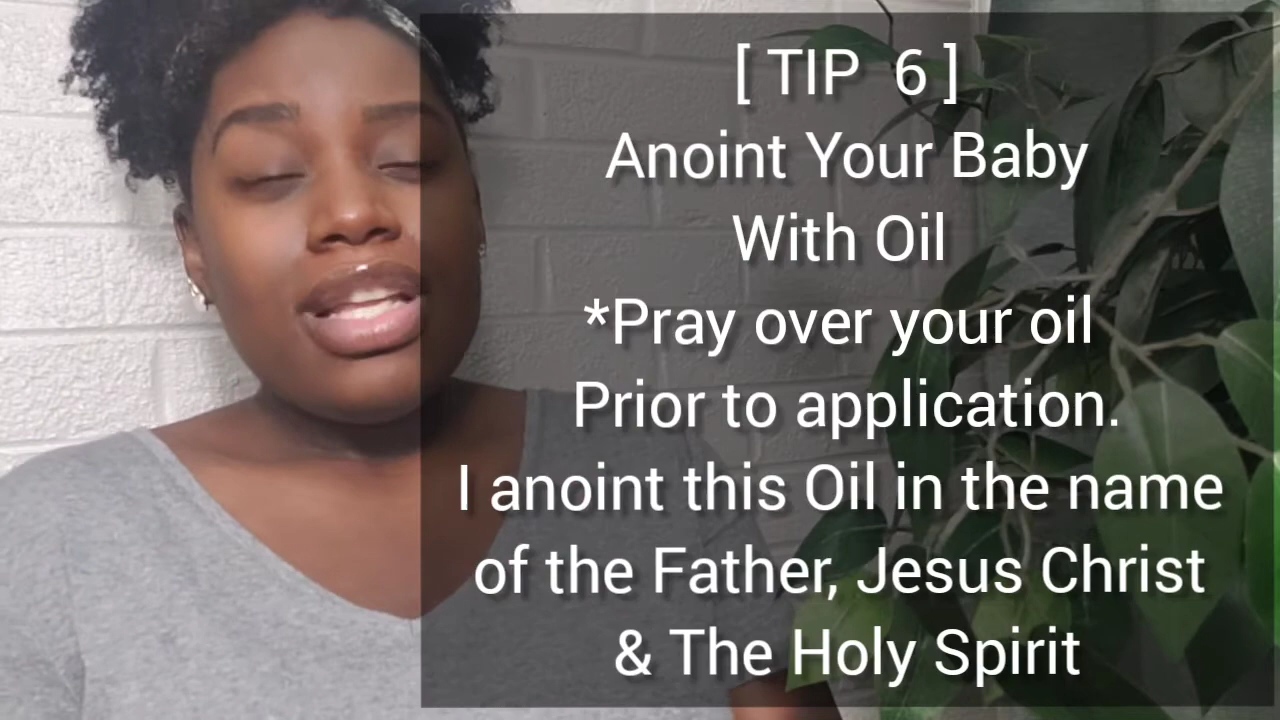 [ TIP 6 ]
Anoint Your Baby
With Oil
*Pray over your oil
Prior to application.
I anoint this Oil in the name
of the Father, Jesus Christ
& The Holy Spirit